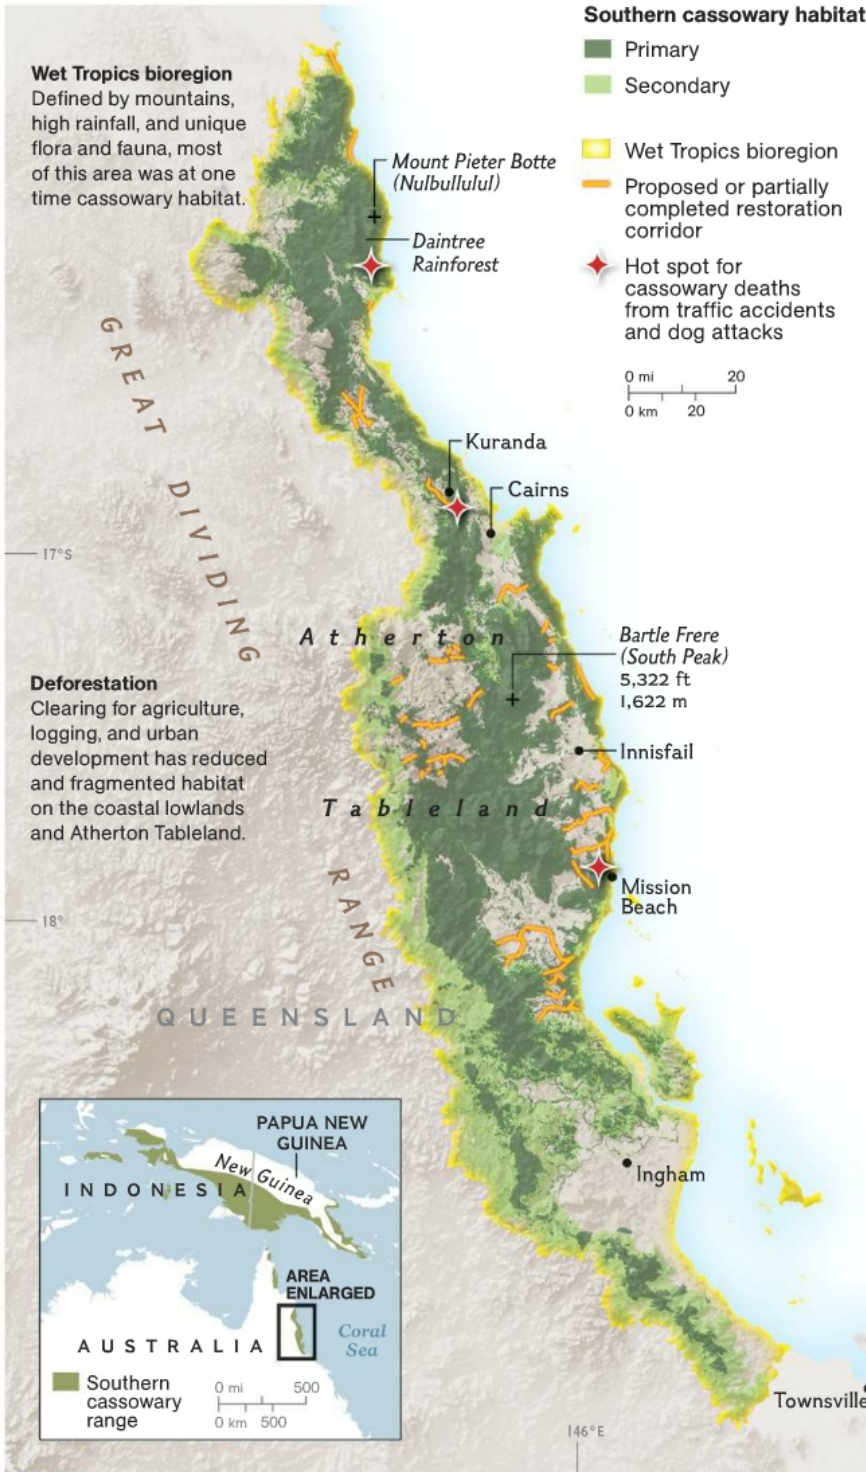 Southern cassowary habitat
Primary
Secondary
Wet Tropics bioregion
Proposed or partially
completed restoration
corridor
Hot spot for
cassowary deaths
from traffic accidents
and dog attacks
0 mi 20
0 km 20
Wet Tropics bioregion
Defined by mountains,
high rainfall, and unique
flora and fauna, most
of this area was at one
time cassowary habitat.
Mount Pieter Botte
(Nulbullulul)
Daintree
Rainforest
GREAT DIVIDING RANGE
Kuranda
Cairns
17°S
Atherton
Tableland
Bartle Frere
(South Peak)
5,322 ft
1,622 m
Deforestation
Clearing for agriculture,
logging, and urban
development has reduced
and fragmented habitat
on the coastal lowlands
and Atherton Tableland.
Innisfail
Mission
Beach
18°
QUEENSLAND
Ingham
Townsville
146°E
PAPUA NEW
GUINEA
New Guinea
INDONESIA
AREA
ENLARGED
AUSTRALIA
Coral
Sea
Southern
cassowary
range
0 mi 500
0 km 500